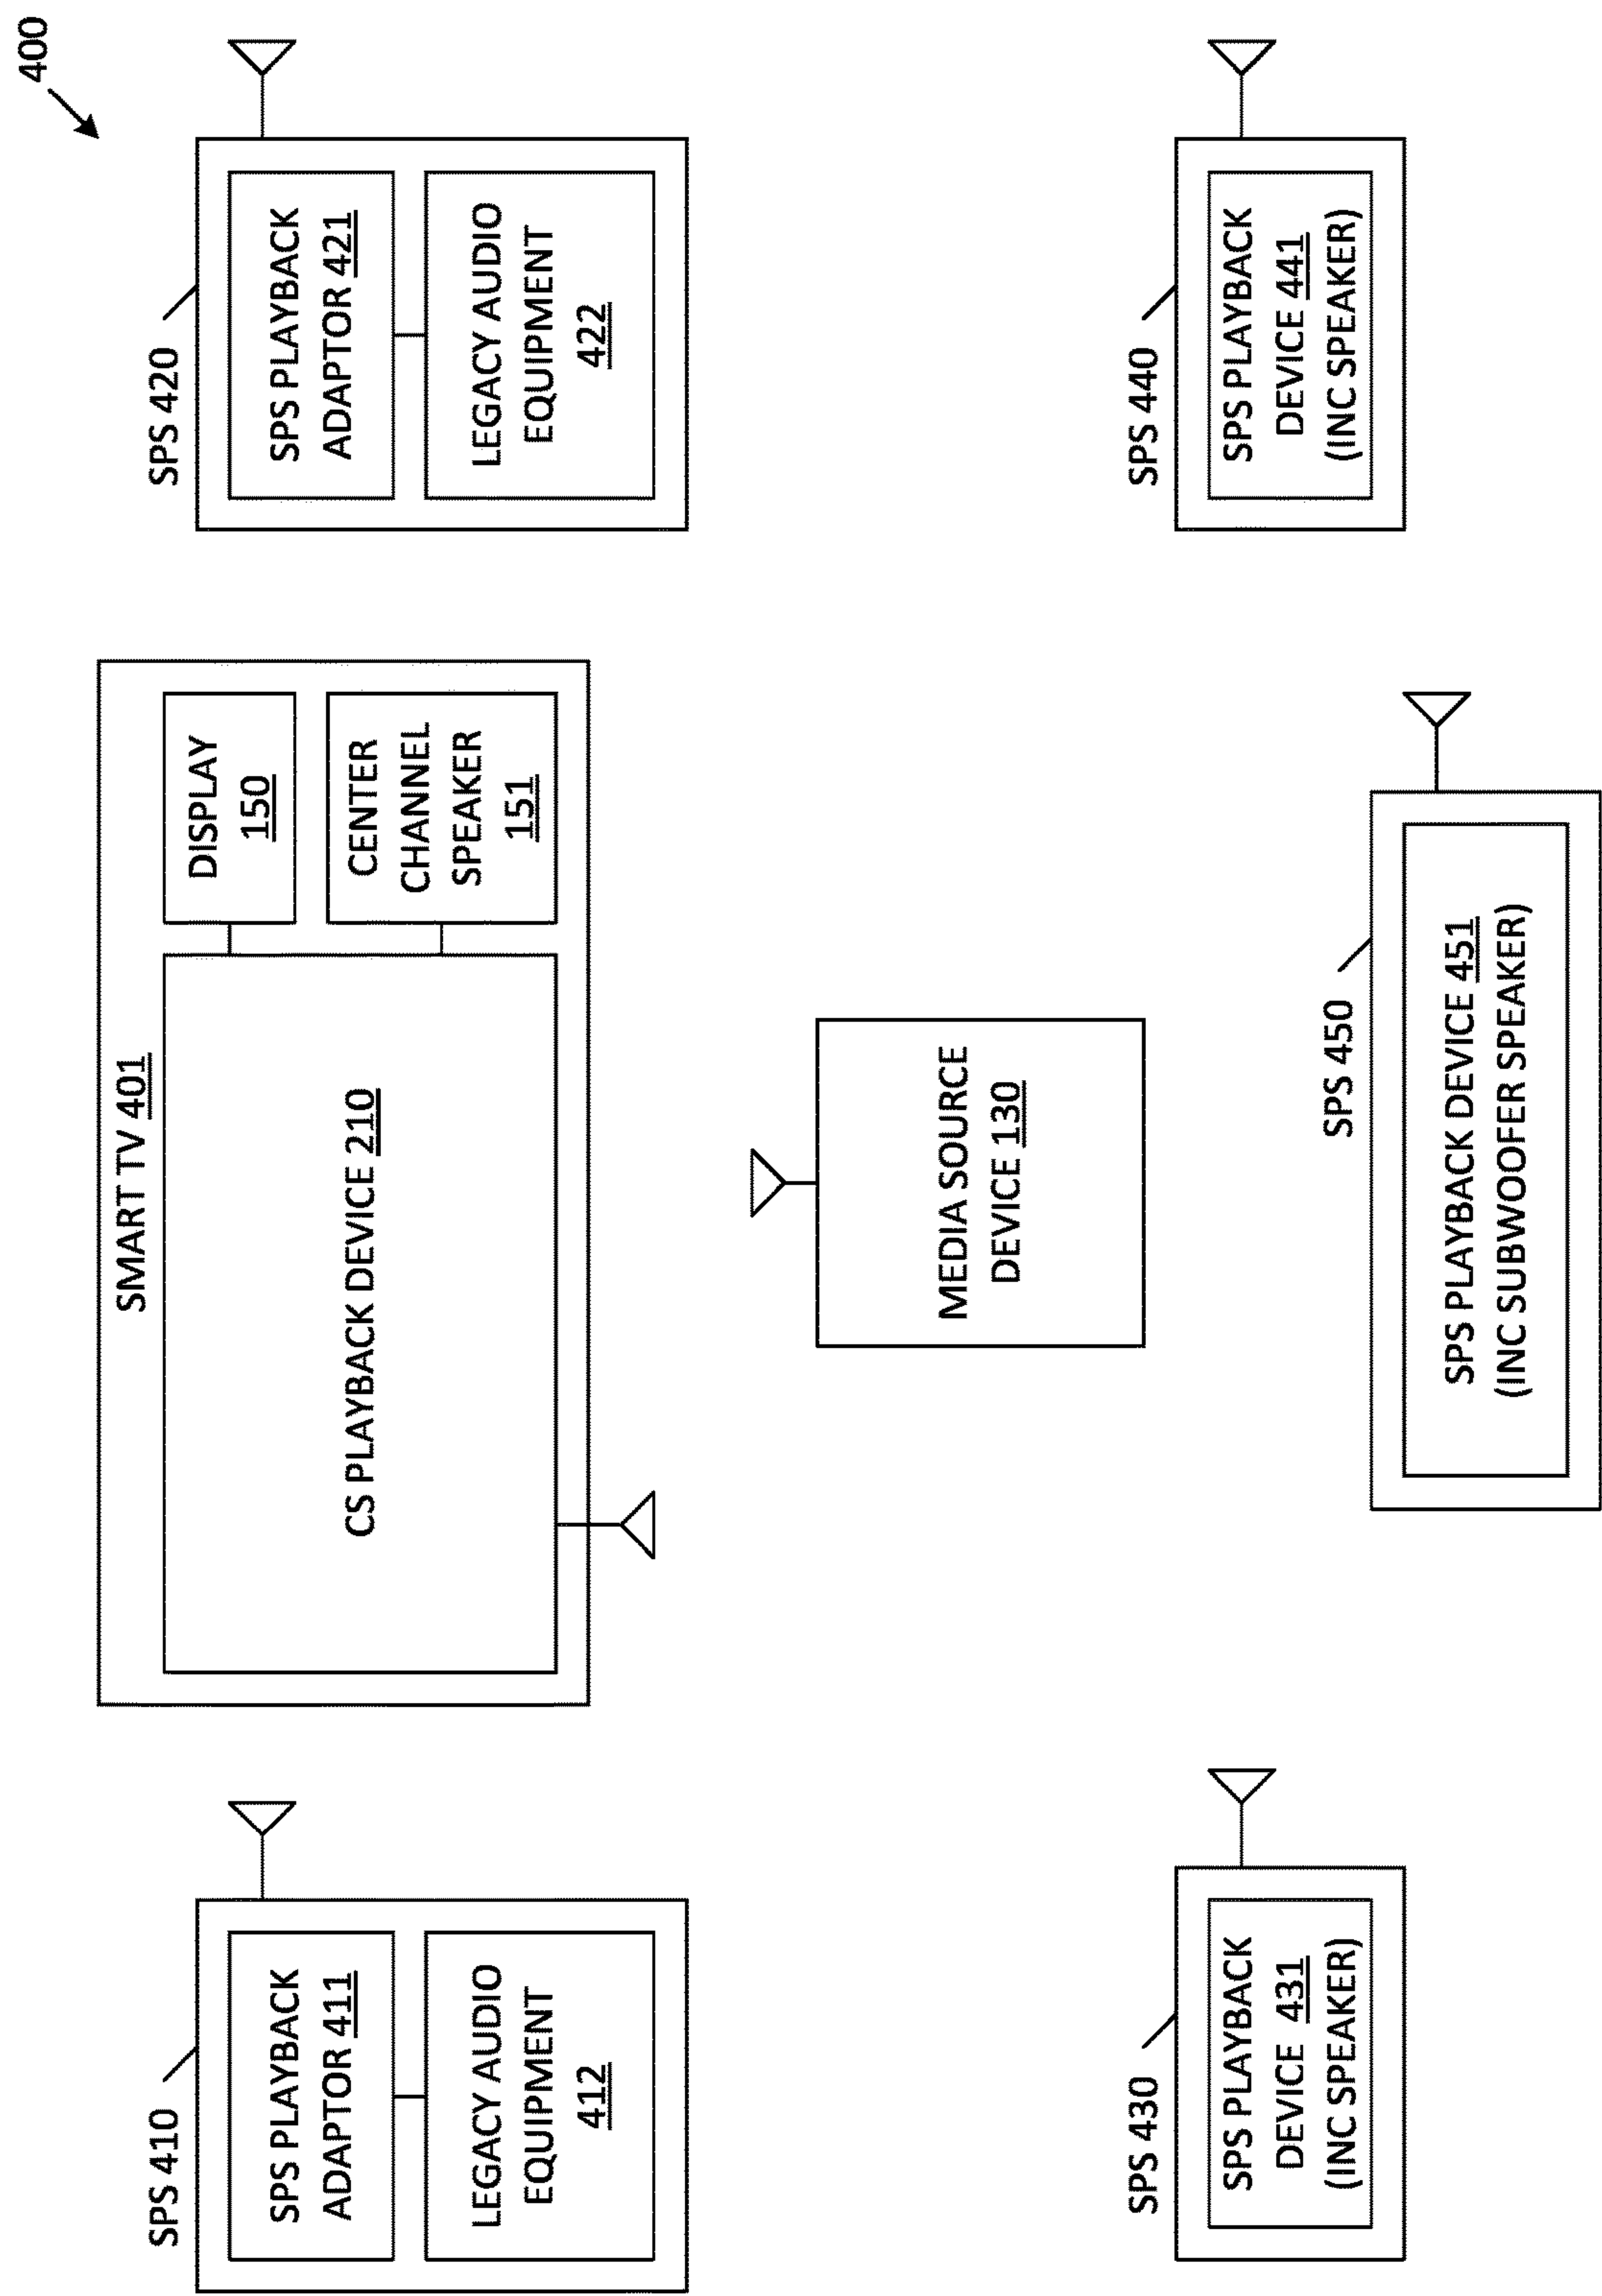 400
SPS 410
SPS PLAYBACK
ADAPTOR 411
LEGACY AUDIO
EQUIPMENT
412
SMART TV 401
CS PLAYBACK DEVICE 210
DISPLAY
150
CENTER
CHANNEL
SPEAKER
151
SPS 420
SPS PLAYBACK
ADAPTOR 421
LEGACY AUDIO
EQUIPMENT
422
MEDIA SOURCE
DEVICE 130
SPS 430
SPS PLAYBACK
DEVICE 431
(INC SPEAKER)
SPS 450
SPS PLAYBACK DEVICE 451
(INC SUBWOOFER SPEAKER)
SPS 440
SPS PLAYBACK
DEVICE 441
(INC SPEAKER)